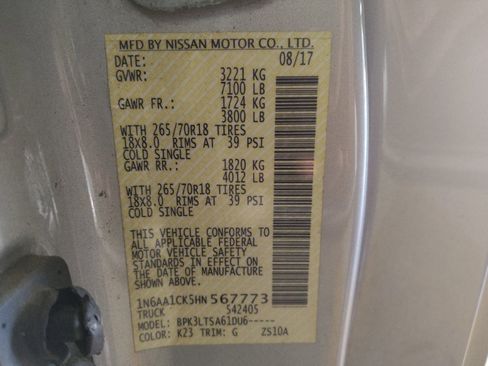 MFD BY NISSAN MOTOR CO., LTD.
DATE: 08/17
GVWR: 3221 KG
7100 LB
GAWR FR.: 1724 KG
3800 LB
WITH 265/70R18 TIRES
18X8.0 RIMS AT 39 PSI
COLD SINGLE
GAWR RR.: 1820 KG
4012 LB
WITH 265/70R18 TIRES
18X8.0 RIMS AT 39 PSI
COLD SINGLE
THIS VEHICLE CONFORMS TO
ALL APPLICABLE FEDERAL
MOTOR VEHICLE SAFETY
STANDARDS IN EFFECT ON
THE DATE OF MANUFACTURE
SHOWN ABOVE.
1N6AA1CK5HN567773
TRUCK 542405
MODEL: BPK3LTSA61DU6-----
COLOR: K23 TRIM: G ZS10A